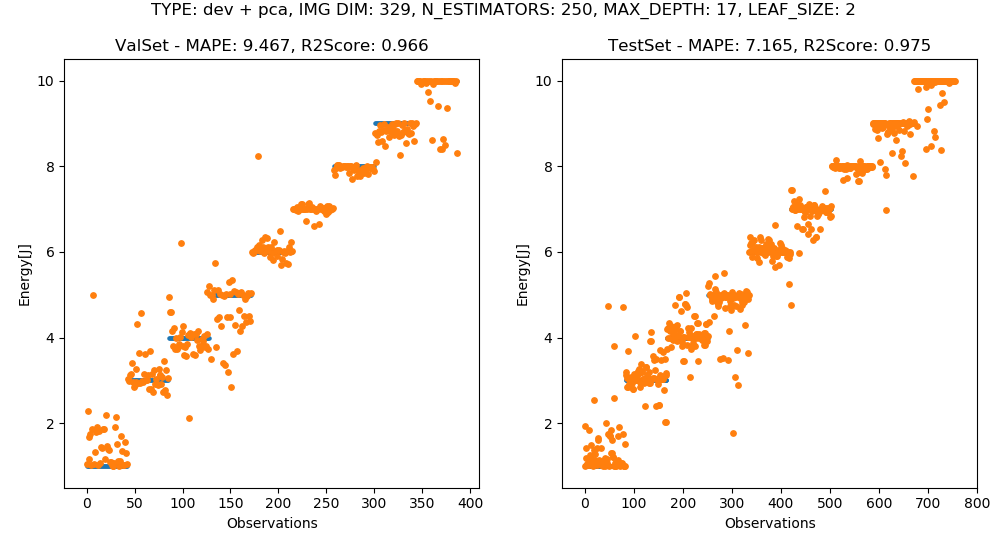 TYPE: dev + pca, IMG DIM: 329, N_ESTIMATORS: 250, MAX_DEPTH: 17, LEAF_SIZE: 2
ValSet - MAPE: 9.467, R2Score: 0.966
10
8
6
4
2
Energy[J]
0 50 100 150 200 250 300 350 400
Observations
TestSet - MAPE: 7.165, R2Score: 0.975
10
8
6
4
2
Energy[J]
0 100 200 300 400 500 600 700 800
Observations